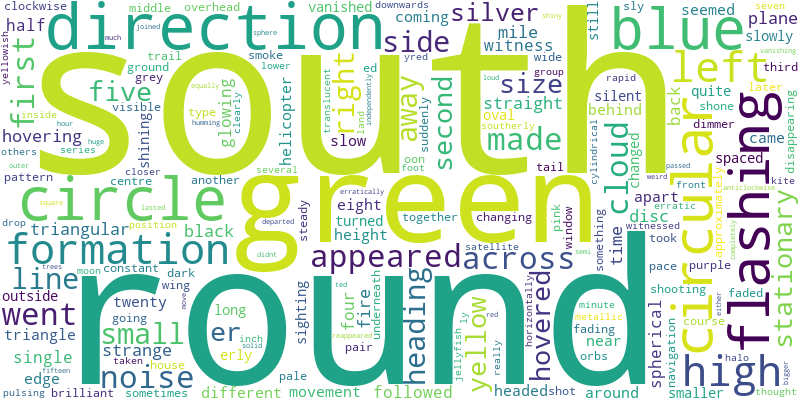 clockwise
half
direction
middle
overhead
vanished
coming
silver
sly
seemed
seven
plane
slowly
still
blue
much
joined
sphere
downwards
shiny
vanishing
yellowish
first
trail
ground
smoke
grey
lower
ed
side
mile
witness
wide
group
rapid
size
left
third
later
south
five
visible
type
equally
glowing
clearly
helicopter
translucent
independently
right
yred
away
second
loud
straight
silent
behind
back
quite
shone
dimmer
disappearing
inside
hour
humming
land
suddenly
oval
southerly
made
cloud
hovering
others
series
huge
shining
slow
oon
foot
tail
cylindrical
changed
circular
spaced
came
flashing
passed
weird
kite
outer
closer
centre
several
pattern
another
erratically
circle
green
eight
together
changing
pink
window
something
time
apart
disc
front
erratic
anticlockwise
approximately
completely
stationary
square
lasted
drop
position
triangular
black
departed
steady
turned
height
satellite
semi
witnessed
took
formation
didnt
appeared
across
line
trees
moon
constant
dark
wing
round
sighting
ted
reappeared
four
fire
underneath
heading
hovered
horizontally
pace
purple
either
outside
went
move
twenty
going
long
minute
metallic
shooting
faded
course
triangle
small
er
inch
solid
jellyfish
ly
yellow
red
really
fading
near
orbs
spherical
navigation
halo
high
single
strange
taken
house
erly
pair
edge
fifteen
noise
pulsing
brilliant
sometimes
different
pale
movement
followed
headed
shot
around
smaller
bigger
thought